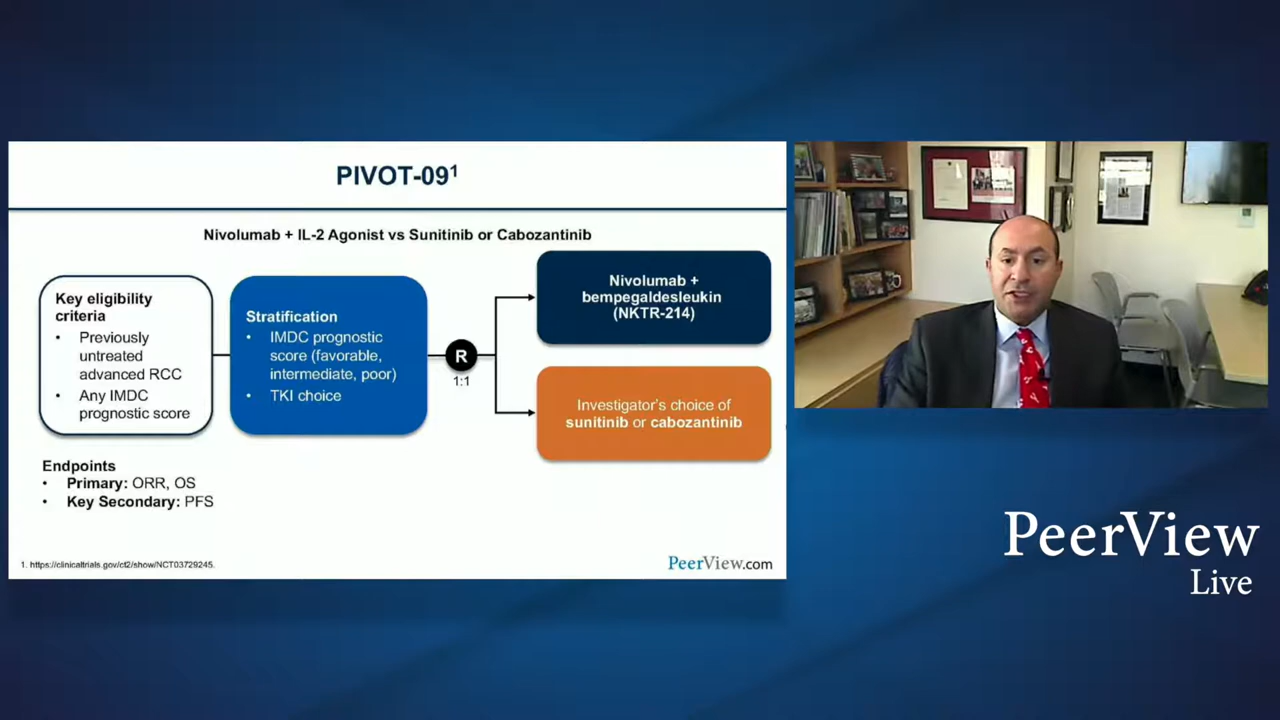 PIVOT-09¹
Nivolumab + IL-2 Agonist vs Sunitinib or Cabozantinib
Key eligibility
criteria
• Previously
untreated
advanced RCC
• Any IMDC
prognostic score
Stratification
• IMDC prognostic
score (favorable,
intermediate, poor)
• TKI choice
R
1:1
Nivolumab +
bempegaldesleukin
(NKTR-214)
Investigator's choice of
sunitinib or cabozantinib
Endpoints
• Primary: ORR, OS
• Key Secondary: PFS
1. https://clinicaltrials.gov/ct2/show/NCT03729245.
PeerView.com
PeerView
Live